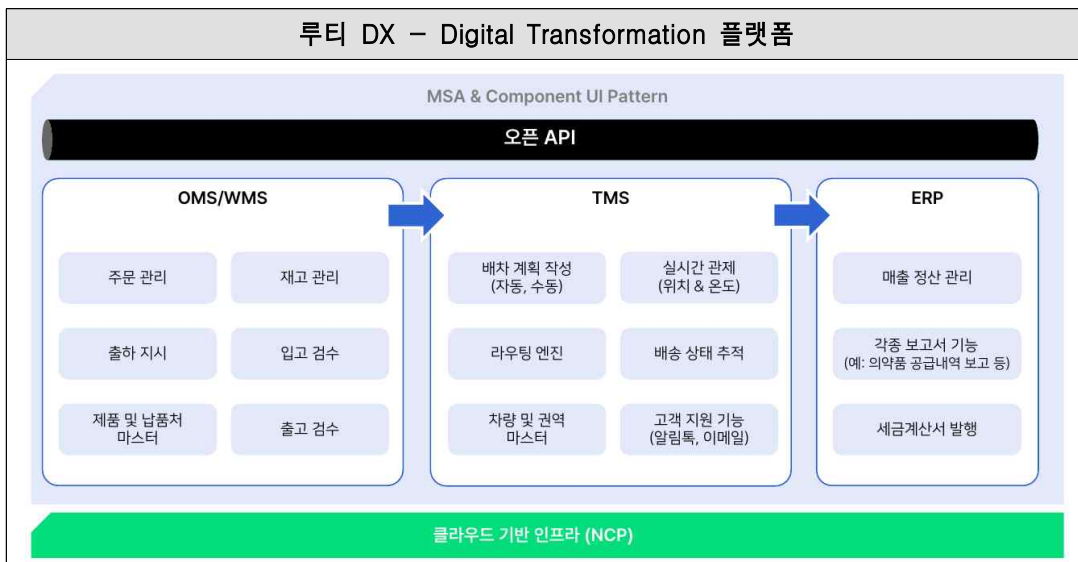 루티 DX - Digital Transformation 플랫폼
MSA & Component UI Pattern
오픈 API
OMS/WMS
주문 관리
재고 관리
출하 지시
입고 검수
제품 및 납품처
마스터
출고 검수
TMS
배차 계획 작성
(자동, 수동)
실시간 관제
(위치 & 온도)
라우팅 엔진
배송 상태 추적
차량 및 권역
마스터
고객 지원 기능
(알림톡, 이메일)
ERP
매출 정산 관리
각종 보고서 기능
(예: 의약품 공급내역 보고 등)
세금계산서 발행
클라우드 기반 인프라 (NCP)